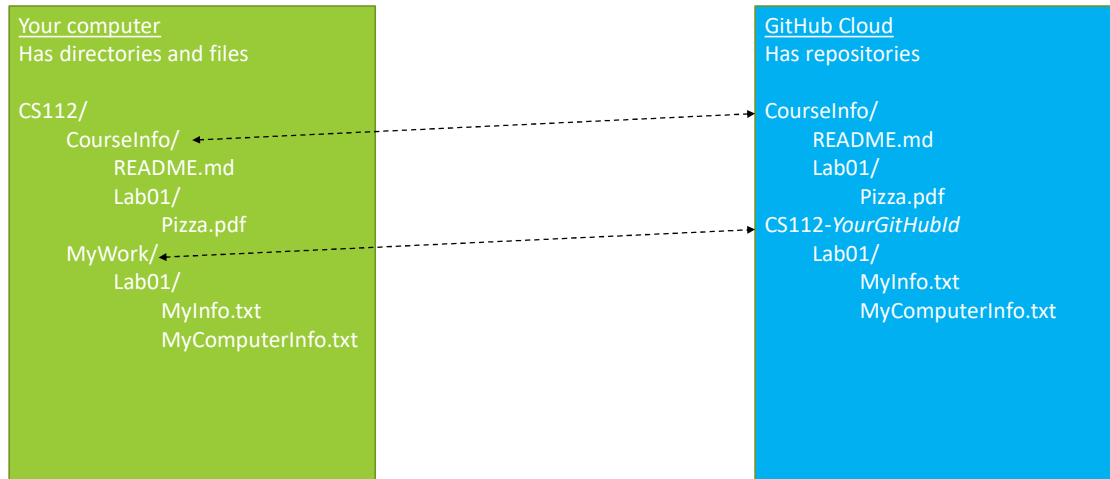 Your computer
Has directories and files
CS112/
CourseInfo/
README.md
Lab01/
Pizza.pdf
MyWork/
Lab01/
MyInfo.txt
MyComputerInfo.txt
GitHub Cloud
Has repositories
CourseInfo/
README.md
Lab01/
Pizza.pdf
CS112-YourGitHubId
Lab01/
MyInfo.txt
MyComputerInfo.txt